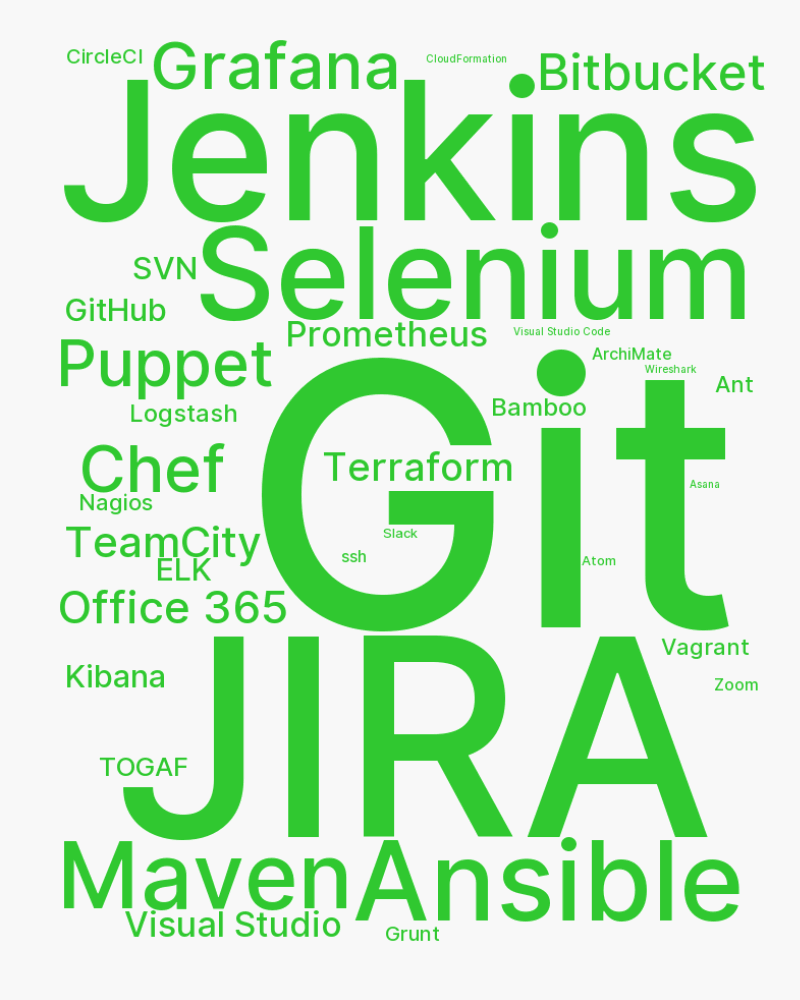 CircleCI
Grafana
CloudFormation
Bitbucket
Jenkins
SVN
Selenium
GitHub
Prometheus
Visual Studio Code
Puppet
ArchiMate
Wireshark
Ant
Logstash
Bamboo
Git
Chef
Terraform
Asana
Nagios
Slack
TeamCity
ssh
Atom
ELK
Office 365
Vagrant
Kibana
Zoom
JIRA
TOGAF
Maven
Ansible
Visual Studio
Grunt